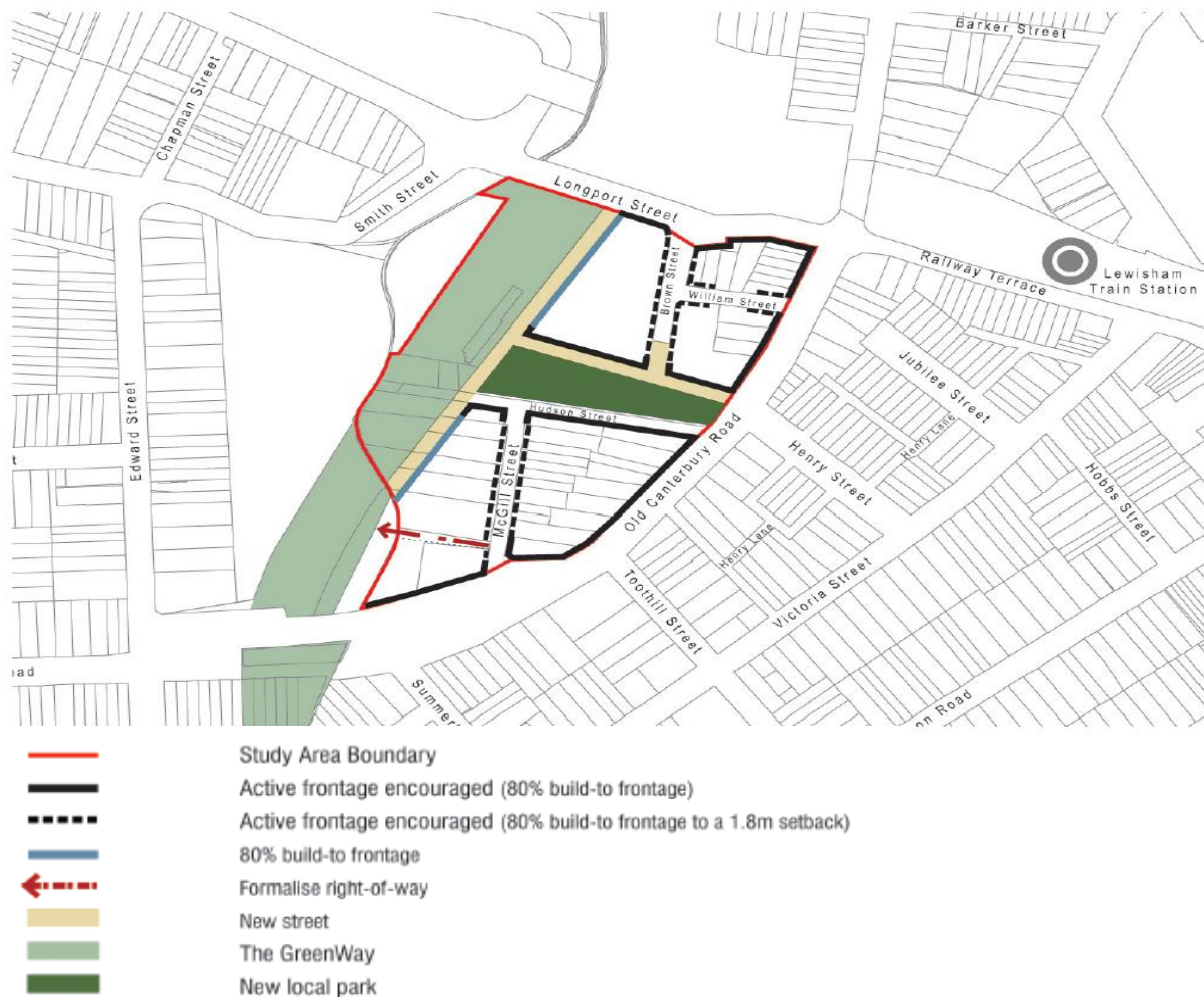 Barker Street
Chapman Street
Smith Street
Longport Street
Railway Terrace
Lewisham
Train Station
Brown Street
William Street
Jubilee Street
Edward Street
Hudson Street
Henry Lane
McGill Street
Old Canterbury Road
Henry Street
Hobbs Street
Henry Lane
Toothill Street
Victoria Street
Study Area Boundary
Active frontage encouraged (80% build-to frontage)
Active frontage encouraged (80% build-to frontage to a 1.8m setback)
80% build-to frontage
Formalise right-of-way
New street
The GreenWay
New local park